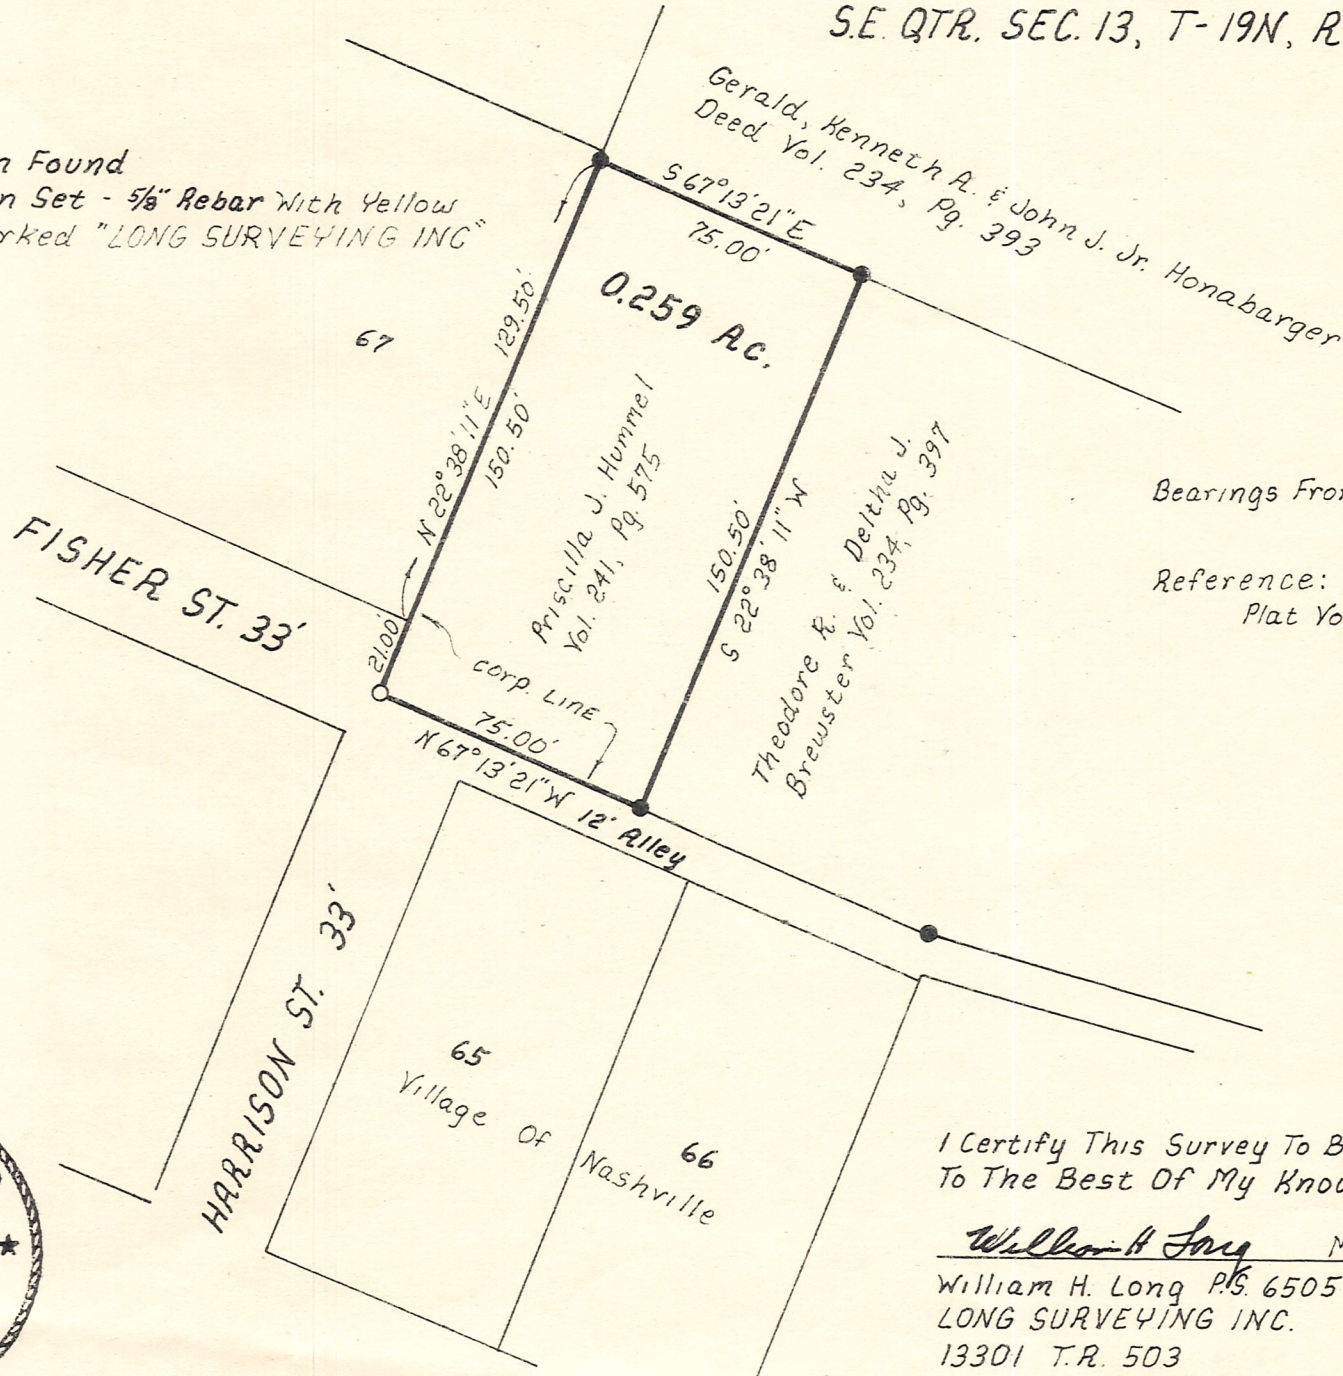 S.E. QTR. SEC. 13, T-19N, R
Gerald, Kenneth A. & John J. Jr. Honabarger
Deed Vol. 234, Pg. 393
n Found
n Set - 5/8" Rebar With Yellow
rked "LONG SURVEYING INC"
S 67°13'21" E
75.00'
0.259 Ac.
67
129.50'
N 22°38'11" E
150.50'
Priscilla J. Hummel
Vol. 241, Pg. 575
150.50'
S 22°38'11" W
Theodore R. & Deltha J.
Brewster Vol. 234, Pg. 397
Bearings From
Reference:
Plat Vo
FISHER ST. 33'
21.00'
Corp. LINE
75.00'
N 67°13'21" W
12' Alley
HARRISON ST. 33'
65
66
Village Of Nashville
I Certify This Survey To B
To The Best Of My Know
William H Long M
William H. Long P.S. 6505
LONG SURVEYING INC.
13301 T.R. 503